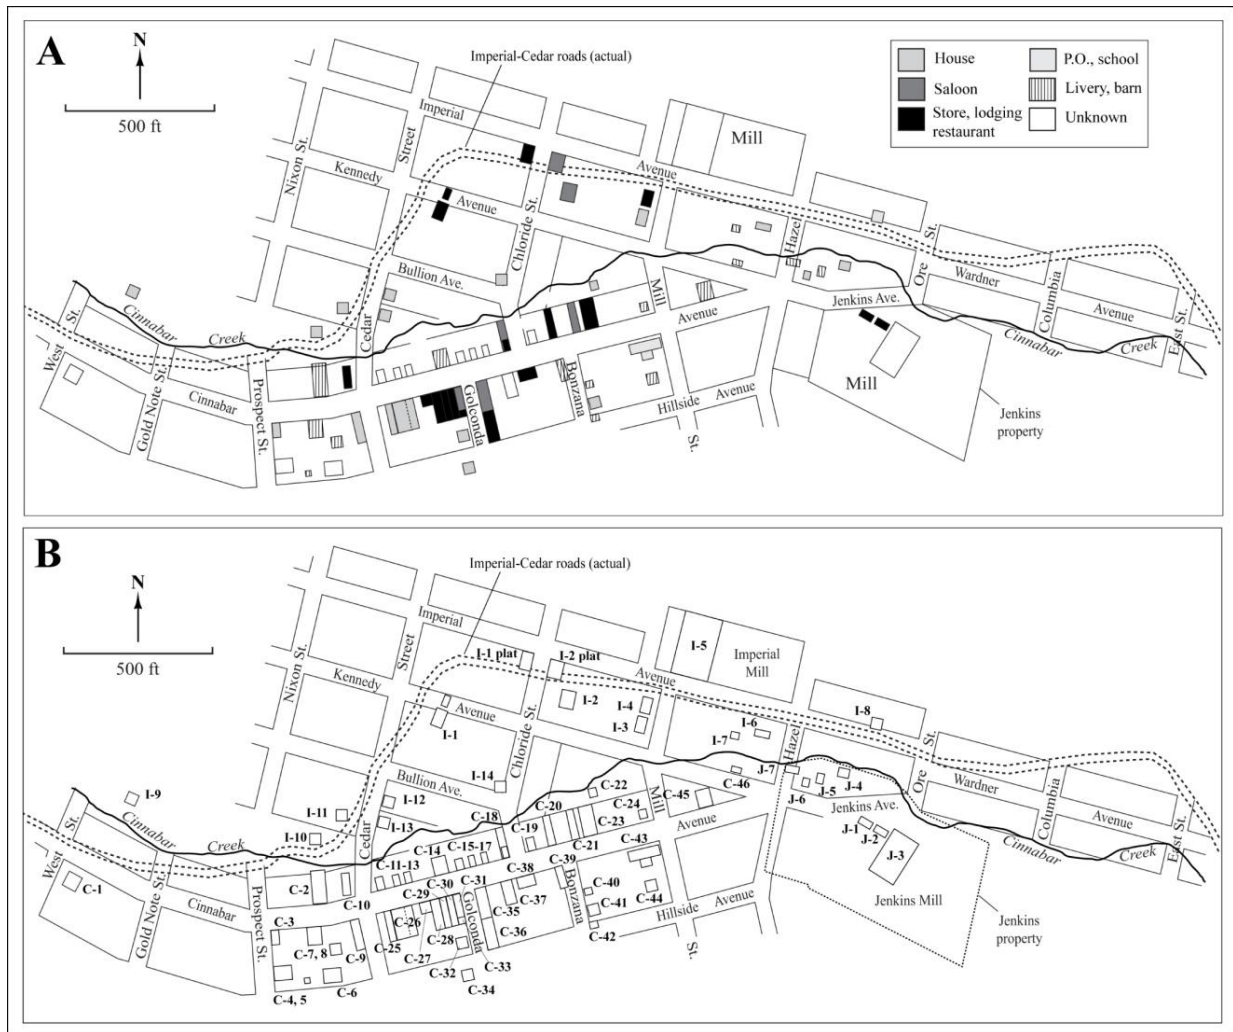 A
N
500 ft
Imperial-Cedar roads (actual)
House
Saloon
Store, lodging
restaurant
P.O., school
Livery, barn
Unknown
Nixon St.
Kennedy
Street
Imperial
Avenue
Chloride St.
Avenue
Mill
Hazel
Ore
St.
Wardner
Columbia
Avenue
East St.
Bullion Ave.
Cinnabar
Creek
Cedar
Mill
Avenue
Jenkins Ave.
Cinnabar
Creek
West
St.
Gold Note St.
Cinnabar
Prospect St.
Golconda
Bonzana
Hillside
Avenue
St.
Mill
Jenkins
property
B
N
500 ft
Imperial-Cedar roads (actual)
Nixon St.
Kennedy
Street
Imperial
I-1 plat
I-2 plat
Avenue
I-5
Imperial
Mill
Avenue
I-1
Chloride St.
I-2
I-4
I-3
I-6
I-7
Hazel
I-8
St.
Ore
Wardner
Columbia
Avenue
East St.
Bullion Ave.
I-14
I-12
I-13
I-9
I-11
I-10
Cinnabar
Creek
Cedar
C-22
C-20
C-18
C-24
C-23
C-19
C-21
Mill
C-45
C-46
J-7
J-6
J-5
J-4
Jenkins Ave.
J-1
J-2
J-3
Jenkins Mill
Jenkins
property
Cinnabar
Creek
West
St.
C-1
Gold Note St.
Cinnabar
Prospect St.
C-2
C-10
C-11-13
C-14
C-15-17
C-3
C-7, 8
C-9
C-4, 5
C-6
C-25
C-26
C-27
C-28
C-29
C-30
C-31
C-32
C-33
C-34
Golconda
C-35
C-36
C-37
C-38
C-39
Bonzana
C-40
C-41
C-42
C-43
C-44
Avenue
Hillside
Avenue
St.